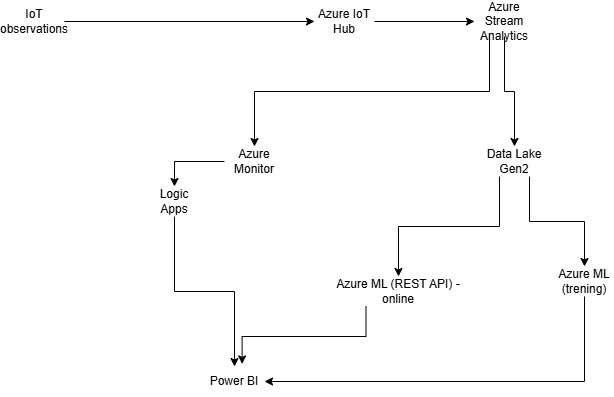 IoT
observations
Azure IoT
Hub
Azure
Stream
Analytics
Azure
Monitor
Data Lake
Gen2
Logic
Apps
Azure ML (REST API) -
online
Azure ML
(trening)
Power BI